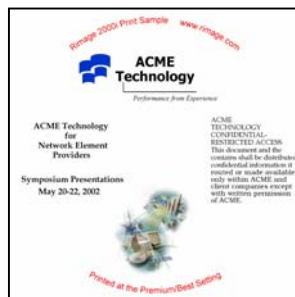 Rimage 2000i Print Sample www.rimage.com
ACME
Technology
Performance from Experience
ACME Technology
for
Network Element
Providers
Symposium Presentations
May 20-22, 2002
ACME
TECHNOLOGY
CONFIDENTIAL-
RESTRICTED ACCESS
This document and the
contains shall be distributed
confidential information it
routed or made available
only within ACME and
client companies except
with written permission
of ACME.
Printed at the Premium/Best Setting